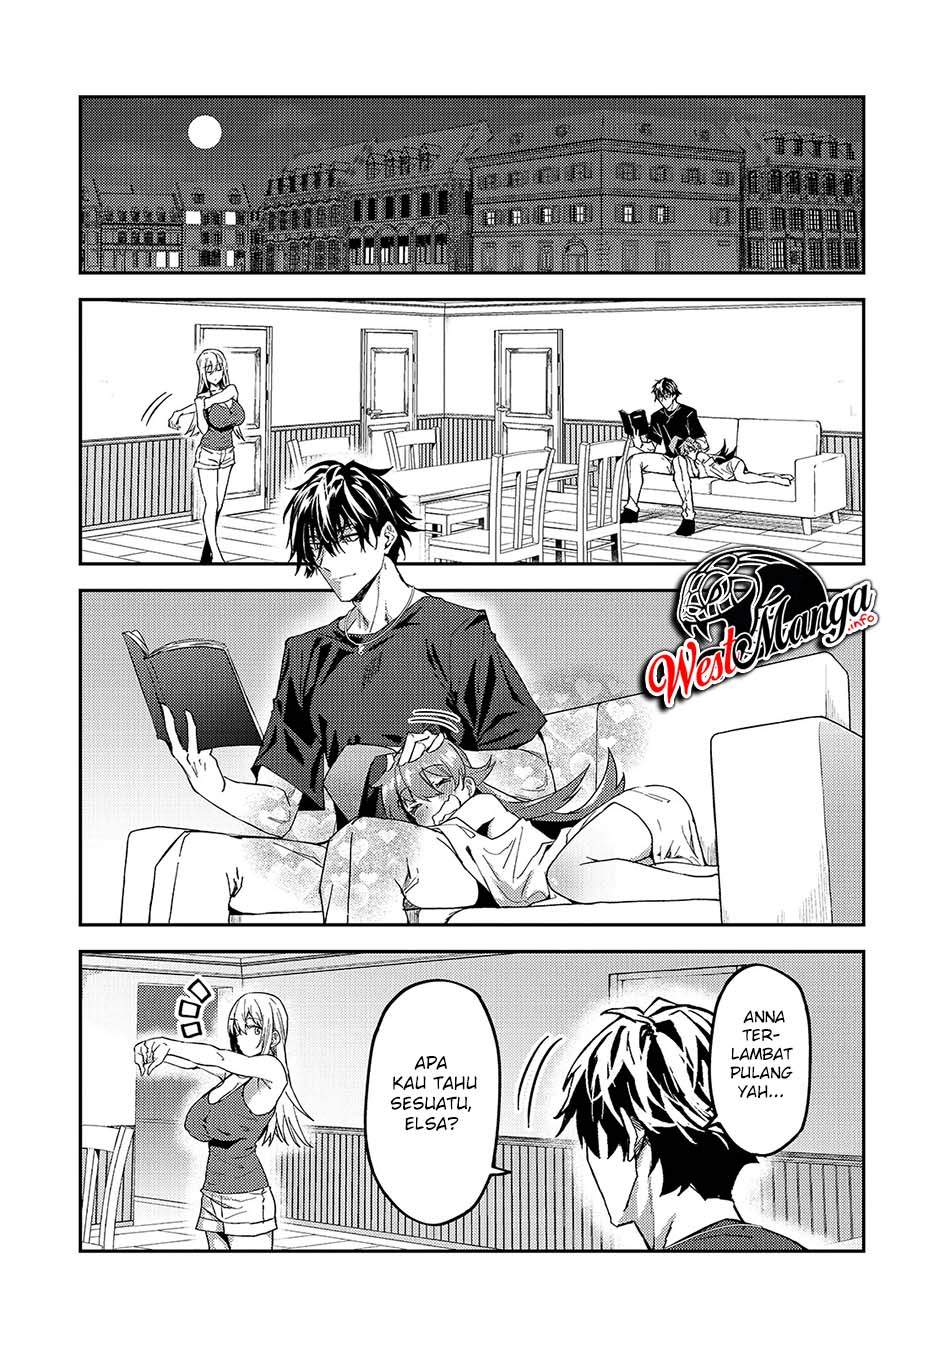 WestManga
.info
ANNA
TER-
LAMBAT
PULANG
YAH...
APA
KAU TAHU
SESUATU,
ELSA?